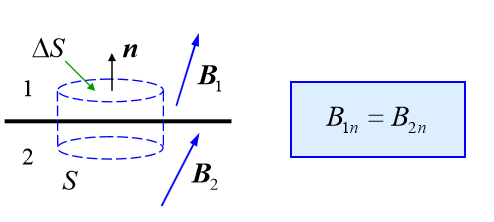 ΔS
n
B₁
1
B₁ₙ = B₂ₙ
2
S
B₂